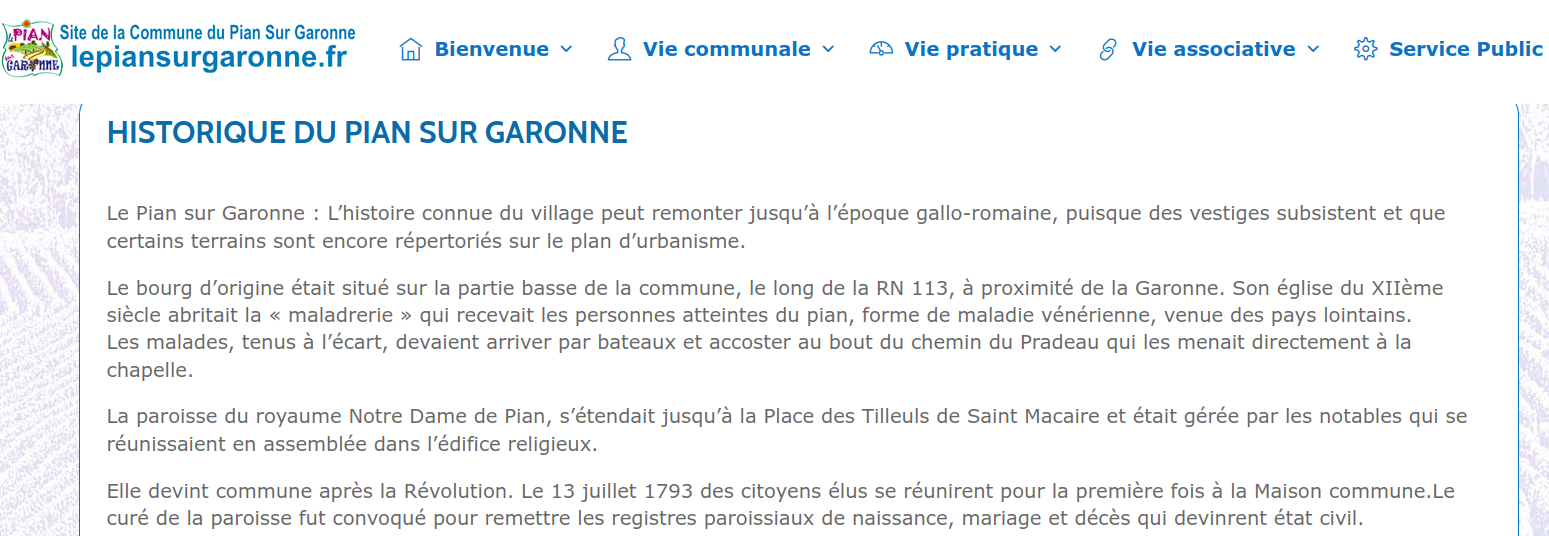 le PIAN sur GARONNE
Site de la Commune du Pian Sur Garonne
lepiansurgaronne.fr
Bienvenue
Vie communale
Vie pratique
Vie associative
Service Public
HISTORIQUE DU PIAN SUR GARONNE
Le Pian sur Garonne : L’histoire connue du village peut remonter jusqu’à l’époque gallo-romaine, puisque des vestiges subsistent et que
certains terrains sont encore répertoriés sur le plan d’urbanisme.
Le bourg d’origine était situé sur la partie basse de la commune, le long de la RN 113, à proximité de la Garonne. Son église du XIIème
siècle abritait la « maladrerie » qui recevait les personnes atteintes du pian, forme de maladie vénérienne, venue des pays lointains.
Les malades, tenus à l’écart, devaient arriver par bateaux et accoster au bout du chemin du Pradeau qui les menait directement à la
chapelle.
La paroisse du royaume Notre Dame de Pian, s’étendait jusqu’à la Place des Tilleuls de Saint Macaire et était gérée par les notables qui se
réunissaient en assemblée dans l’édifice religieux.
Elle devint commune après la Révolution. Le 13 juillet 1793 des citoyens élus se réunirent pour la première fois à la Maison commune.Le
curé de la paroisse fut convoqué pour remettre les registres paroissiaux de naissance, mariage et décès qui devinrent état civil.